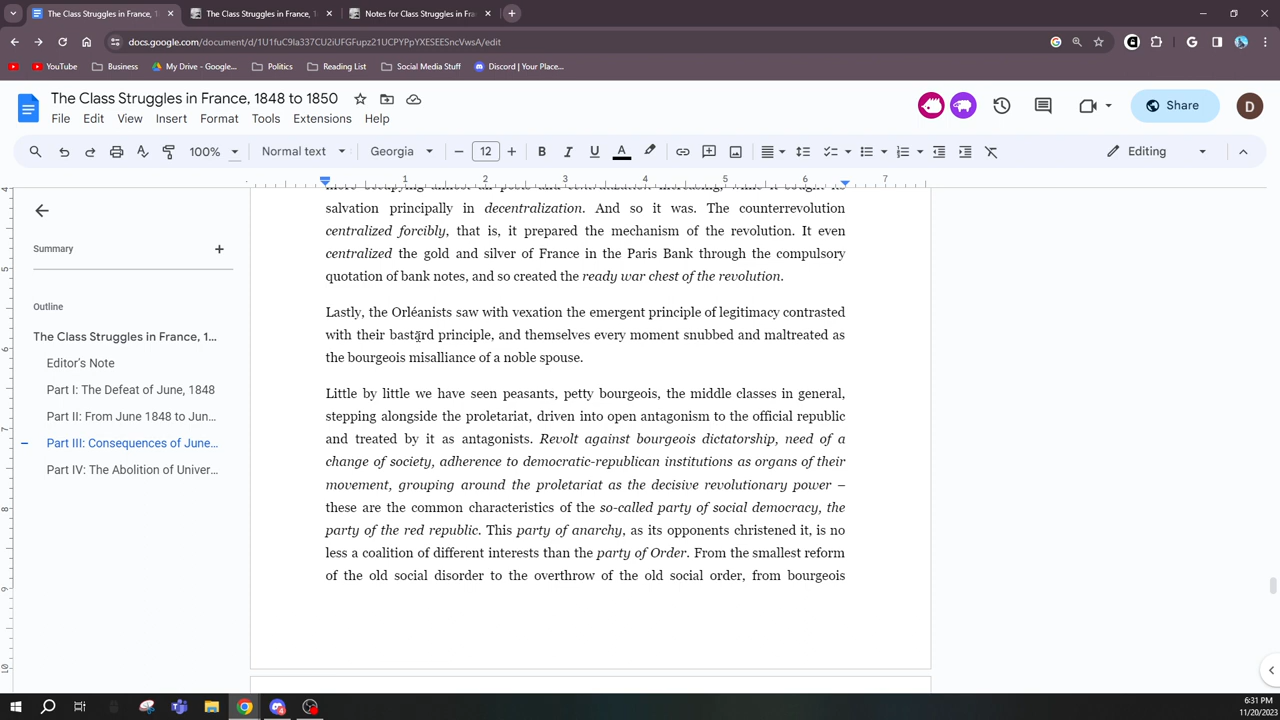 The Class Struggles in France, 1
The Class Struggles in France, 1
Notes for Class Struggles in Fra
docs.google.com/document/d/1U1fuC9la337CU2iUFGFupz21UCPYPpYXESEESncVwsA/edit
YouTube
Business
My Drive - Google...
Politics
Reading List
Social Media Stuff
Discord | Your Place...
The Class Struggles in France, 1848 to 1850
Share
D
File Edit View Insert Format Tools Extensions Help
100% Normal text Georgia 12 Editing
1 2 3 4 5 6 7
salvation principally in decentralization. And so it was. The counterrevolution
centralized forcibly, that is, it prepared the mechanism of the revolution. It even
centralized the gold and silver of France in the Paris Bank through the compulsory
quotation of bank notes, and so created the ready war chest of the revolution.
Lastly, the Orléanists saw with vexation the emergent principle of legitimacy contrasted
with their bastard principle, and themselves every moment snubbed and maltreated as
the bourgeois misalliance of a noble spouse.
Little by little we have seen peasants, petty bourgeois, the middle classes in general,
stepping alongside the proletariat, driven into open antagonism to the official republic
and treated by it as antagonists. Revolt against bourgeois dictatorship, need of a
change of society, adherence to democratic-republican institutions as organs of their
movement, grouping around the proletariat as the decisive revolutionary power –
these are the common characteristics of the so-called party of social democracy, the
party of the red republic. This party of anarchy, as its opponents christened it, is no
less a coalition of different interests than the party of Order. From the smallest reform
of the old social disorder to the overthrow of the old social order, from bourgeois
Summary
Outline
The Class Struggles in France, 1...
Editor's Note
Part I: The Defeat of June, 1848
Part II: From June 1848 to Jun...
Part III: Consequences of June...
Part IV: The Abolition of Univer...
4
5
6
7
8
9
10
6:31 PM
11/20/2023